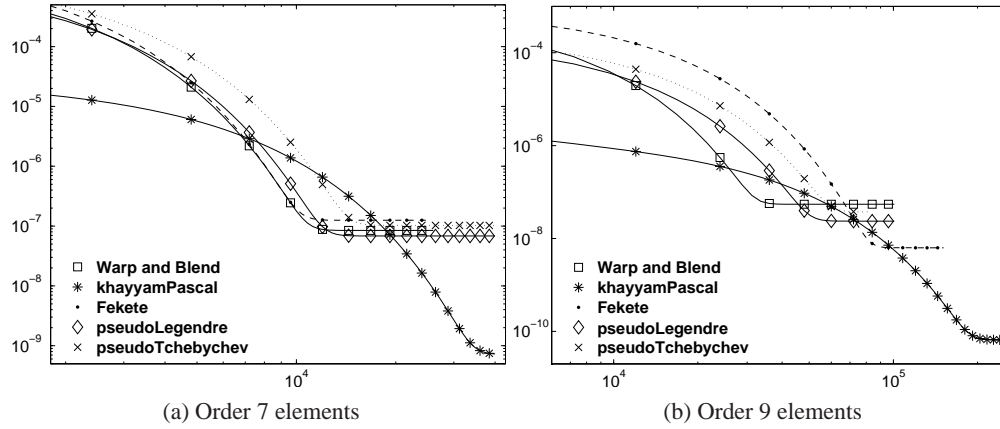 10^{-4}
10^{-5}
10^{-6}
10^{-7}
10^{-8}
10^{-9}
10^{4}
Warp and Blend
khayyamPascal
Fekete
pseudoLegendre
pseudoTchebychev
(a) Order 7 elements
10^{-4}
10^{-6}
10^{-8}
10^{-10}
10^{4}
10^{5}
Warp and Blend
khayyamPascal
Fekete
pseudoLegendre
pseudoTchebychev
(b) Order 9 elements